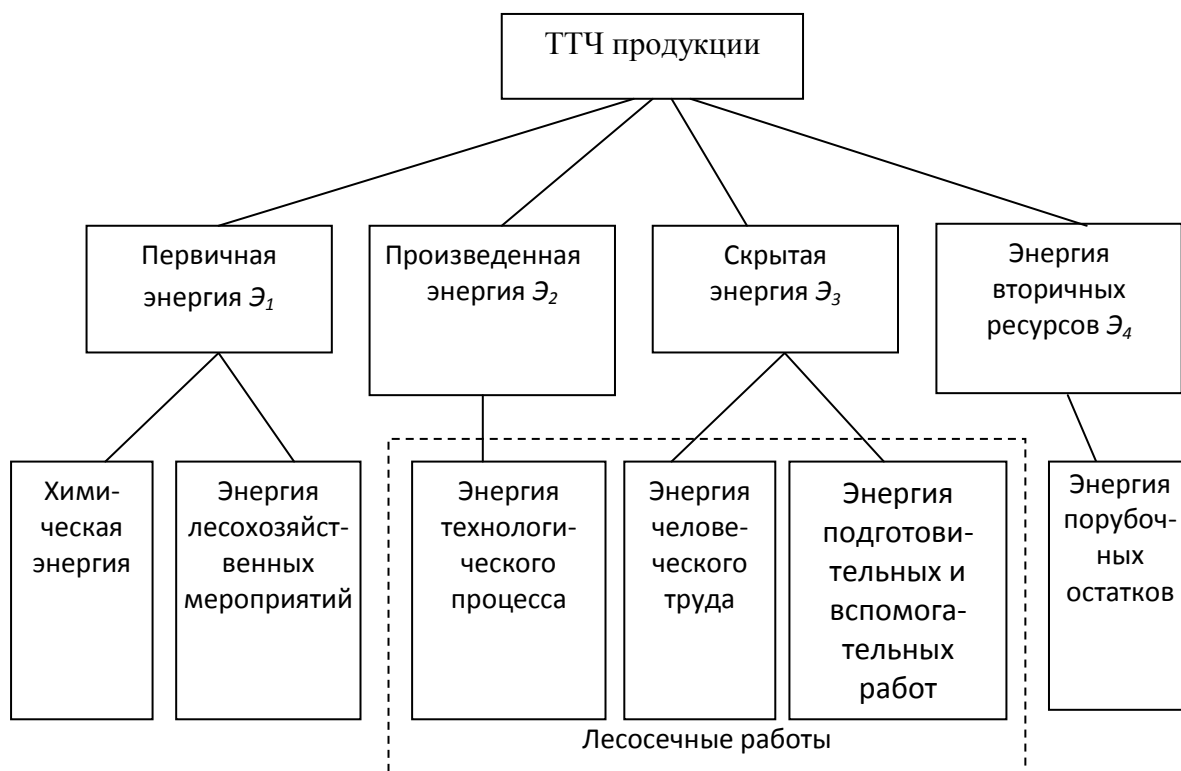 ТТЧ продукции
Первичная
энергия Э1
Произведенная
энергия Э2
Скрытая
энергия Э3
Энергия
вторичных
ресурсов Э4
Хими-
ческая
энергия
Энергия
лесохозяйст-
венных
мероприятий
Энергия
технологи-
ческого
процесса
Энергия
челове-
ческого
труда
Энергия
подготови-
тельных и
вспомога-
тельных
работ
Энергия
порубоч-
ных
остатков
Лесосечные работы